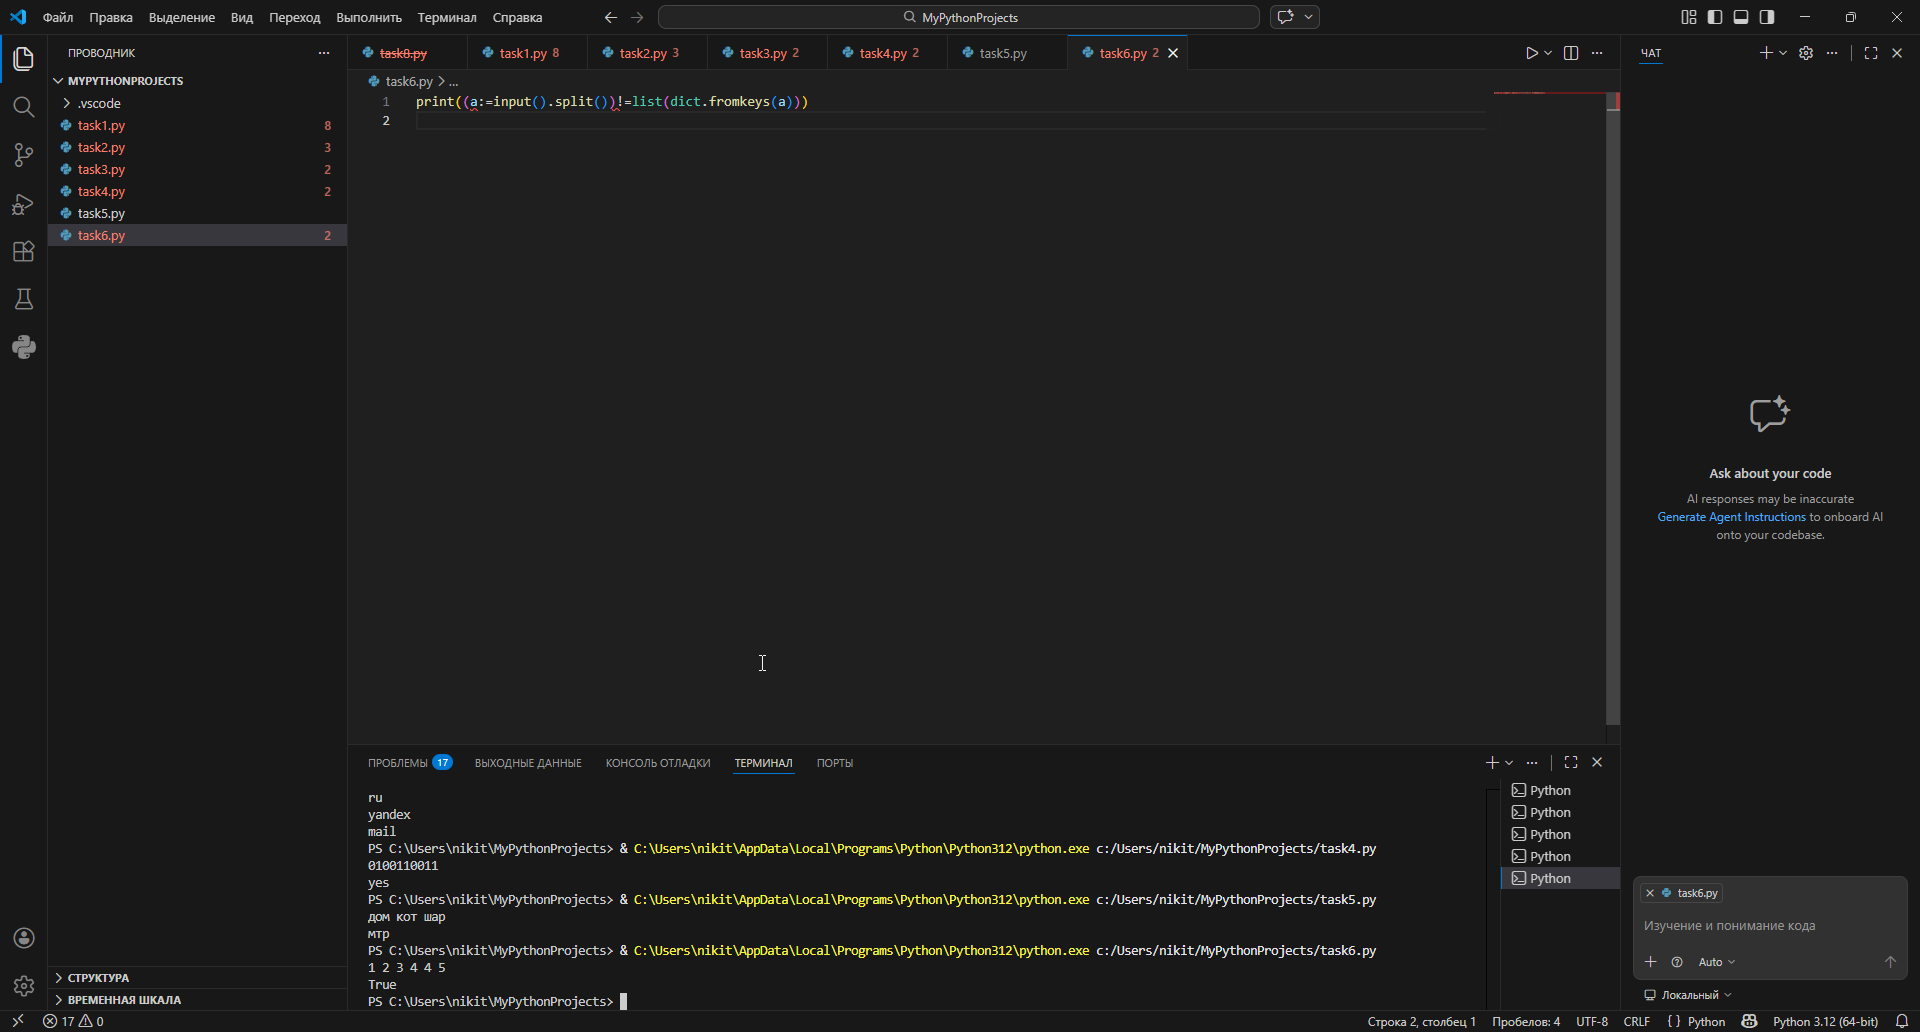 Файл Правка Выделение Вид Переход Выполнить Терминал Справка
MyPythonProjects
ПРОВОДНИК
MYPYTHONPROJECTS
.vscode
task1.py 8
task2.py 3
task3.py 2
task4.py 2
task5.py
task6.py 2
СТРУКТУРА
ВРЕМЕННАЯ ШКАЛА
task0.py task1.py 8 task2.py 3 task3.py 2 task4.py 2 task5.py task6.py 2
task6.py > ...
1 print((a:=input().split())!=list(dict.fromkeys(a)))
2
ПРОБЛЕМЫ 17 ВЫХОДНЫЕ ДАННЫЕ КОНСОЛЬ ОТЛАДКИ ТЕРМИНАЛ ПОРТЫ
ru
yandex
mail
PS C:\Users\nikit\MyPythonProjects> & C:\Users\nikit\AppData\Local\Programs\Python\Python312\python.exe c:/Users/nikit/MyPythonProjects/task4.py
0100110011
yes
PS C:\Users\nikit\MyPythonProjects> & C:\Users\nikit\AppData\Local\Programs\Python\Python312\python.exe c:/Users/nikit/MyPythonProjects/task5.py
дом кот шар
мтр
PS C:\Users\nikit\MyPythonProjects> & C:\Users\nikit\AppData\Local\Programs\Python\Python312\python.exe c:/Users/nikit/MyPythonProjects/task6.py
1 2 3 4 4 5
True
PS C:\Users\nikit\MyPythonProjects>
Python
Python
Python
Python
Python
ЧАТ
Ask about your code
AI responses may be inaccurate
Generate Agent Instructions to onboard AI
onto your codebase.
task6.py
Изучение и понимание кода
Auto
Локальный
17 0
Строка 2, столбец 1 Пробелов: 4 UTF-8 CRLF { } Python Python 3.12 (64-bit)